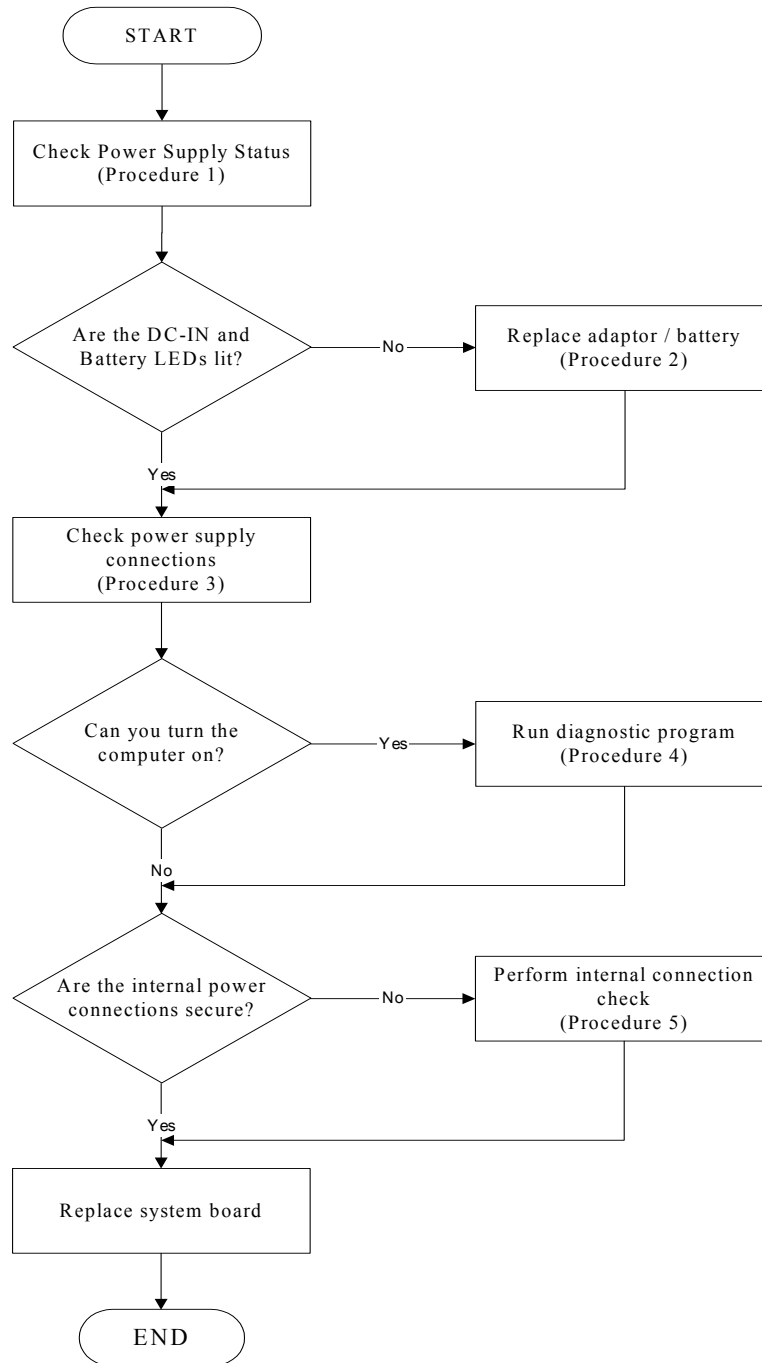 START
Check Power Supply Status
(Procedure 1)
Are the DC-IN and
Battery LEDs lit?
No
Replace adaptor / battery
(Procedure 2)
Yes
Check power supply
connections
(Procedure 3)
Can you turn the
computer on?
Yes
Run diagnostic program
(Procedure 4)
No
Are the internal power
connections secure?
No
Perform internal connection
check
(Procedure 5)
Yes
Replace system board
END